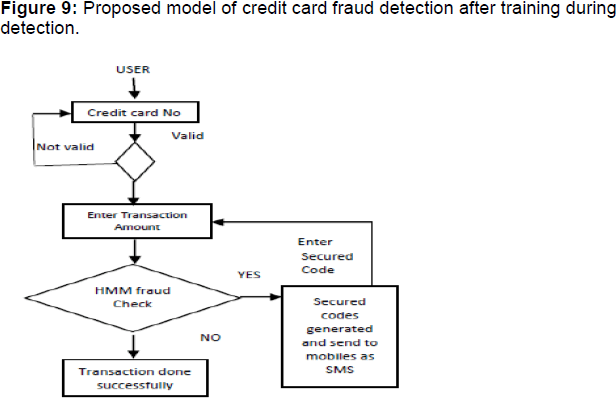 Figure 9: Proposed model of credit card fraud detection after training during
detection.
USER
Credit card No
Valid
Not valid
Enter Transaction
Amount
Enter
Secured
Code
YES
HMM fraud
Check
Secured
codes
generated
and send to
mobiles as
SMS
NO
Transaction done
successfully